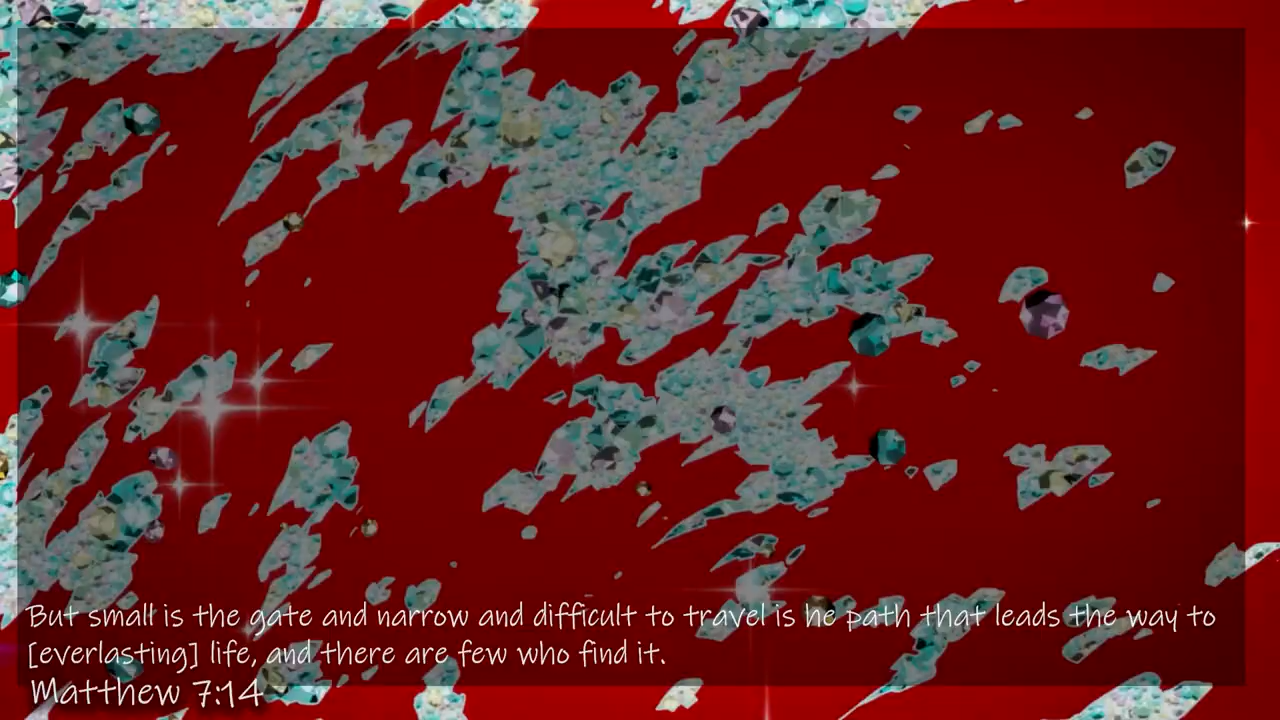 But small is the gate and narrow and difficult to travel is he path that leads the way to
[everlasting] life, and there are few who find it.
Matthew 7:14